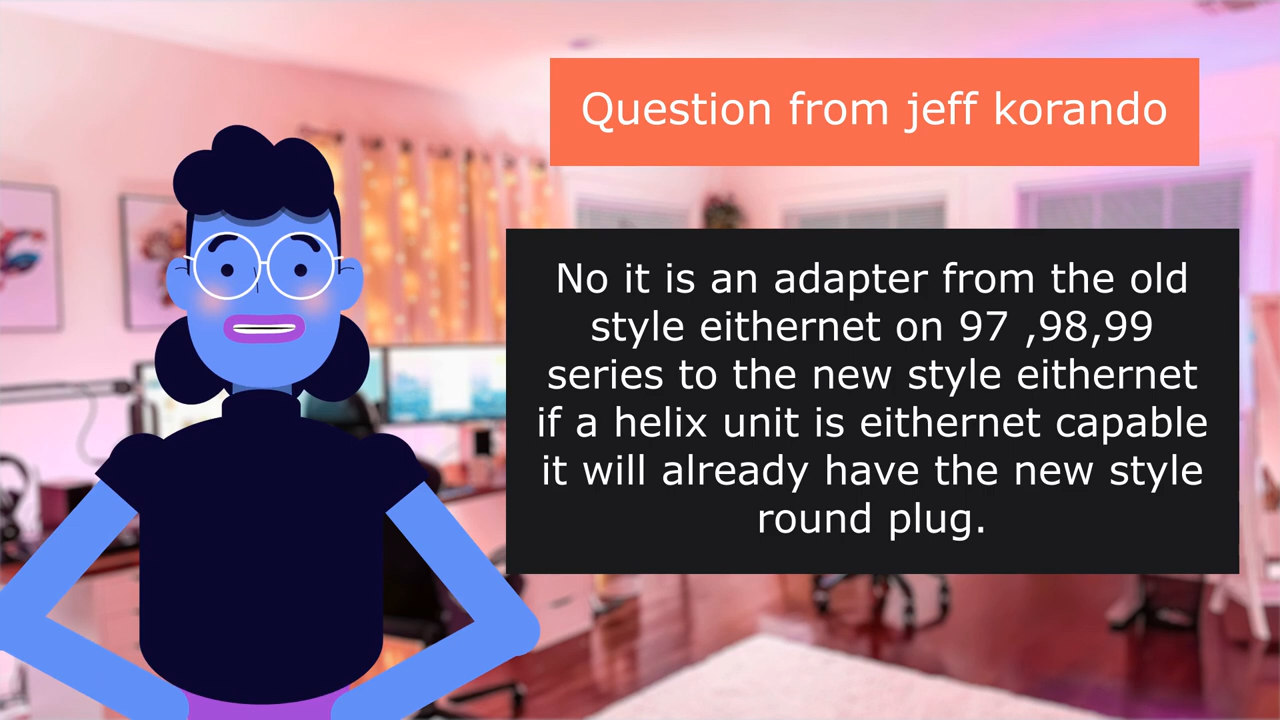 Question from jeff korando
No it is an adapter from the old
style eithernet on 97 ,98,99
series to the new style eithernet
if a helix unit is eithernet capable
it will already have the new style
round plug.